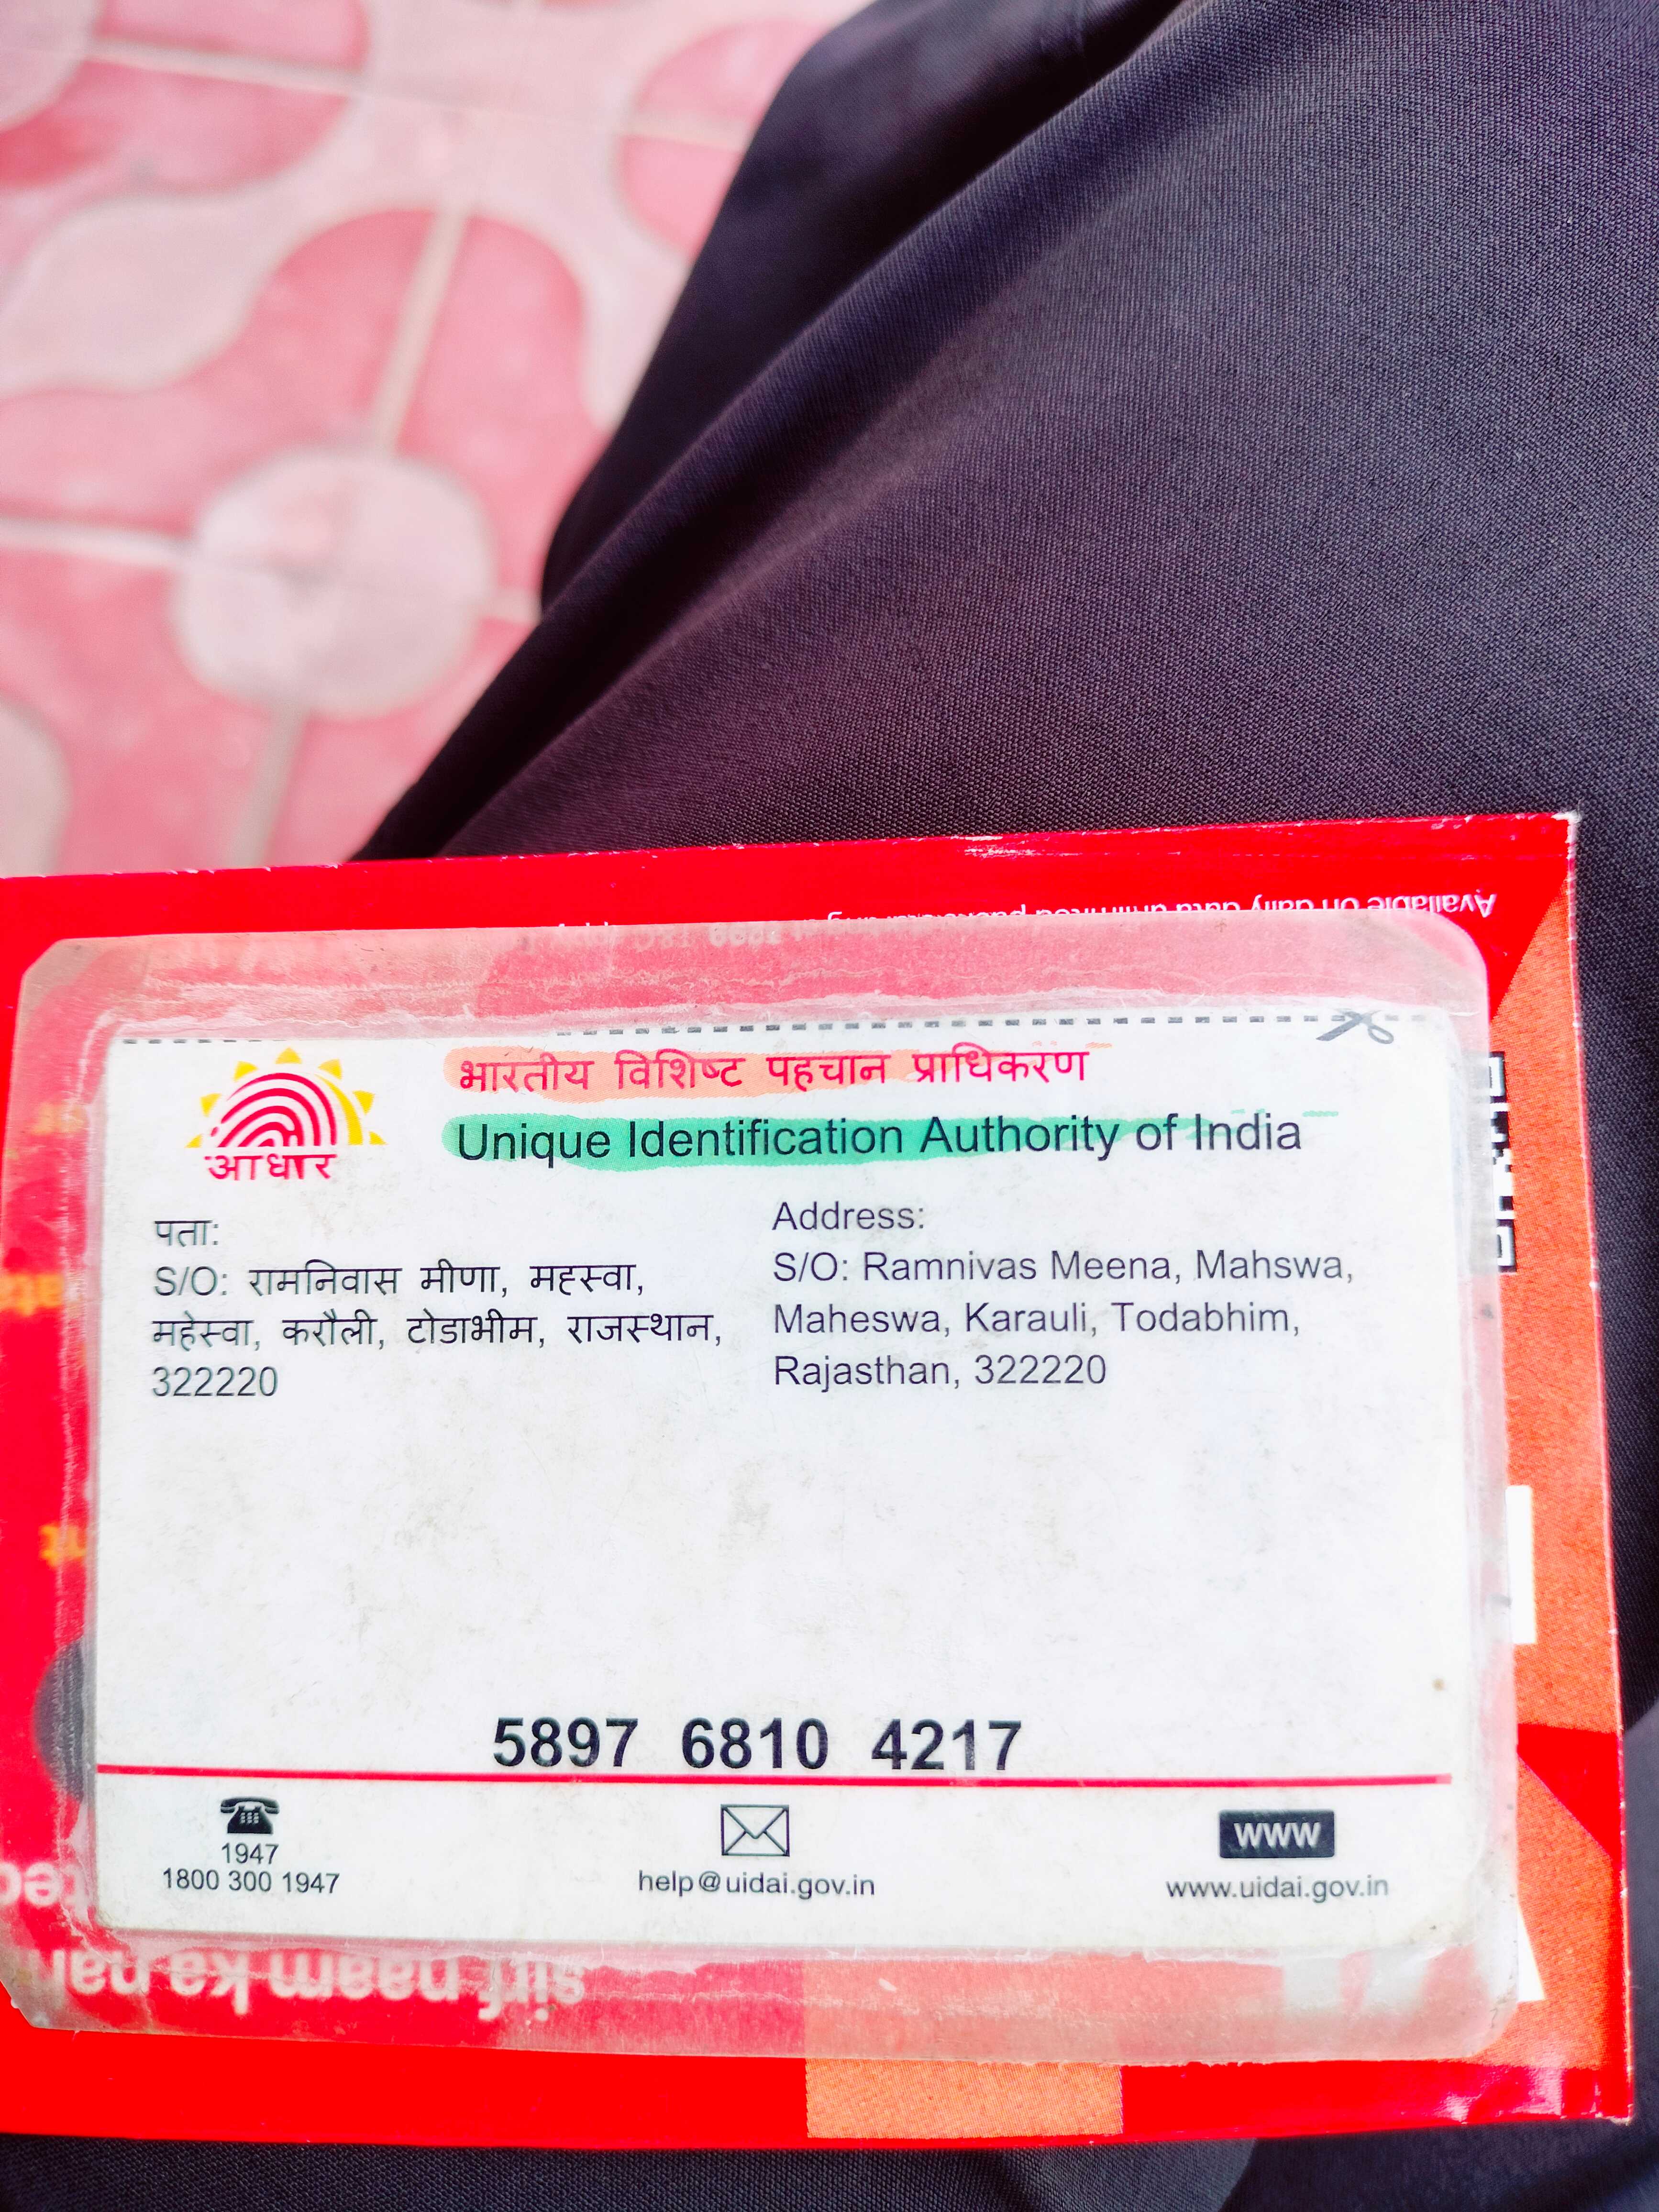 Available on daily data unlimited packs
आधार
भारतीय विशिष्ट पहचान प्राधिकरण
Unique Identification Authority of India
पता:
S/O: रामनिवास मीणा, महस्वा,
महेस्वा, करौली, टोडाभीम, राजस्थान,
322220
Address:
S/O: Ramnivas Meena, Mahswa,
Maheswa, Karauli, Todabhim,
Rajasthan, 322220
5897 6810 4217
1947
1800 300 1947
help@uidai.gov.in
WWW
www.uidai.gov.in
sirf naam ka